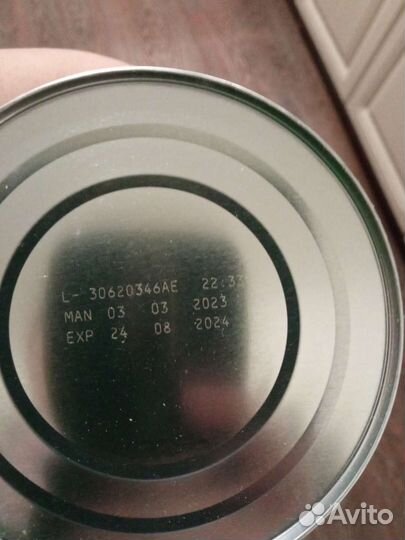 L- 30620346AE 22:33
MAN 03 03 2023
EXP 24 08 2024
Avito